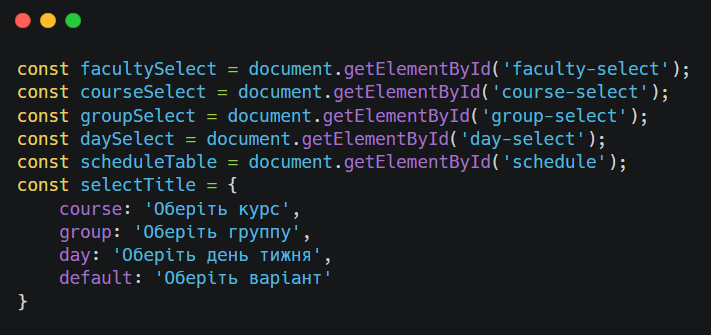 const facultySelect = document.getElementById('faculty-select');
const courseSelect = document.getElementById('course-select');
const groupSelect = document.getElementById('group-select');
const daySelect = document.getElementById('day-select');
const scheduleTable = document.getElementById('schedule');
const selectTitle = {
    course: 'Оберіть курс',
    group: 'Оберіть группу',
    day: 'Оберіть день тижня',
    default: 'Оберіть варіант'
}